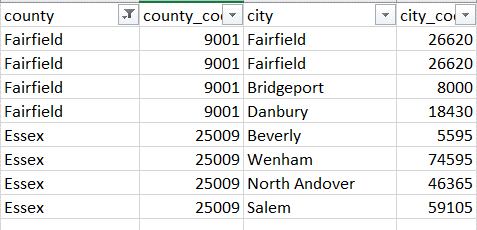 county county_co city city_co
Fairfield 9001 Fairfield 26620
Fairfield 9001 Fairfield 26620
Fairfield 9001 Bridgeport 8000
Fairfield 9001 Danbury 18430
Essex 25009 Beverly 5595
Essex 25009 Wenham 74595
Essex 25009 North Andover 46365
Essex 25009 Salem 59105